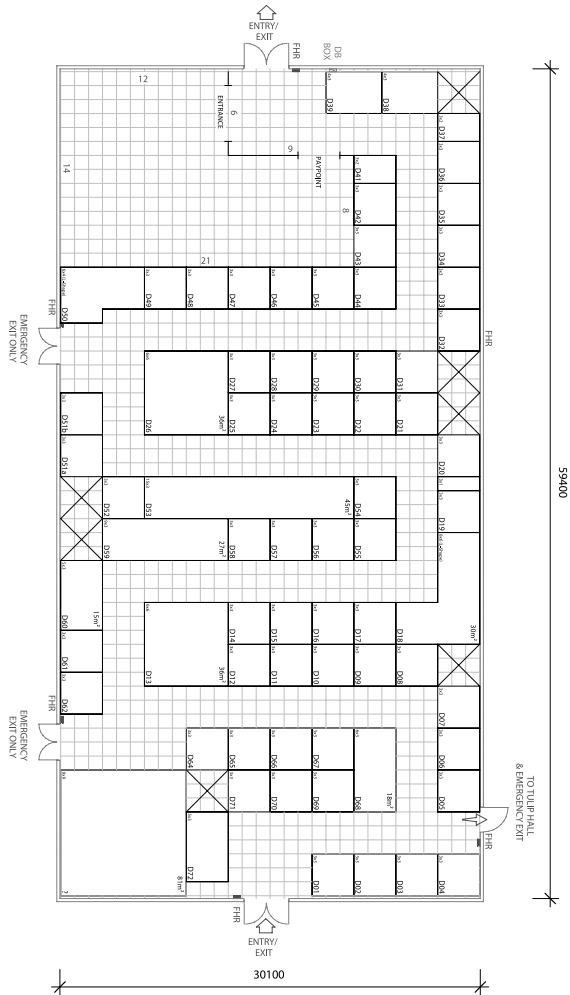 ENTRY/
EXIT
FHR
DB
BOX
12
ENTRANCE
6
9
PAYPOINT
14
8
21
D39
D38
D37
D36
D35
D34
D33
D32
D41
D42
D43
D44
D45
D46
D47
D48
D49
D50
FHR
EMERGENCY
EXIT ONLY
FHR
D31
D30
D29
D28
D27
D26
36m²
D25
D24
D23
D22
D21
D51b
D51a
D20
D19
D52
D53
45m²
D54
D59
27m²
D58
D57
D56
D55
59400
D60
15m²
D61
D62
D14
D15
D16
D17
D18
30m²
D13
36m²
D12
D11
D10
D09
D08
FHR
EMERGENCY
EXIT ONLY
D07
D06
D05
D64
D65
D66
D67
D68
18m²
D71
D70
D69
TO TULIP HALL
& EMERGENCY EXIT
FHR
D72
81m²
?
D01
D02
D03
D04
FHR
ENTRY/
EXIT
30100